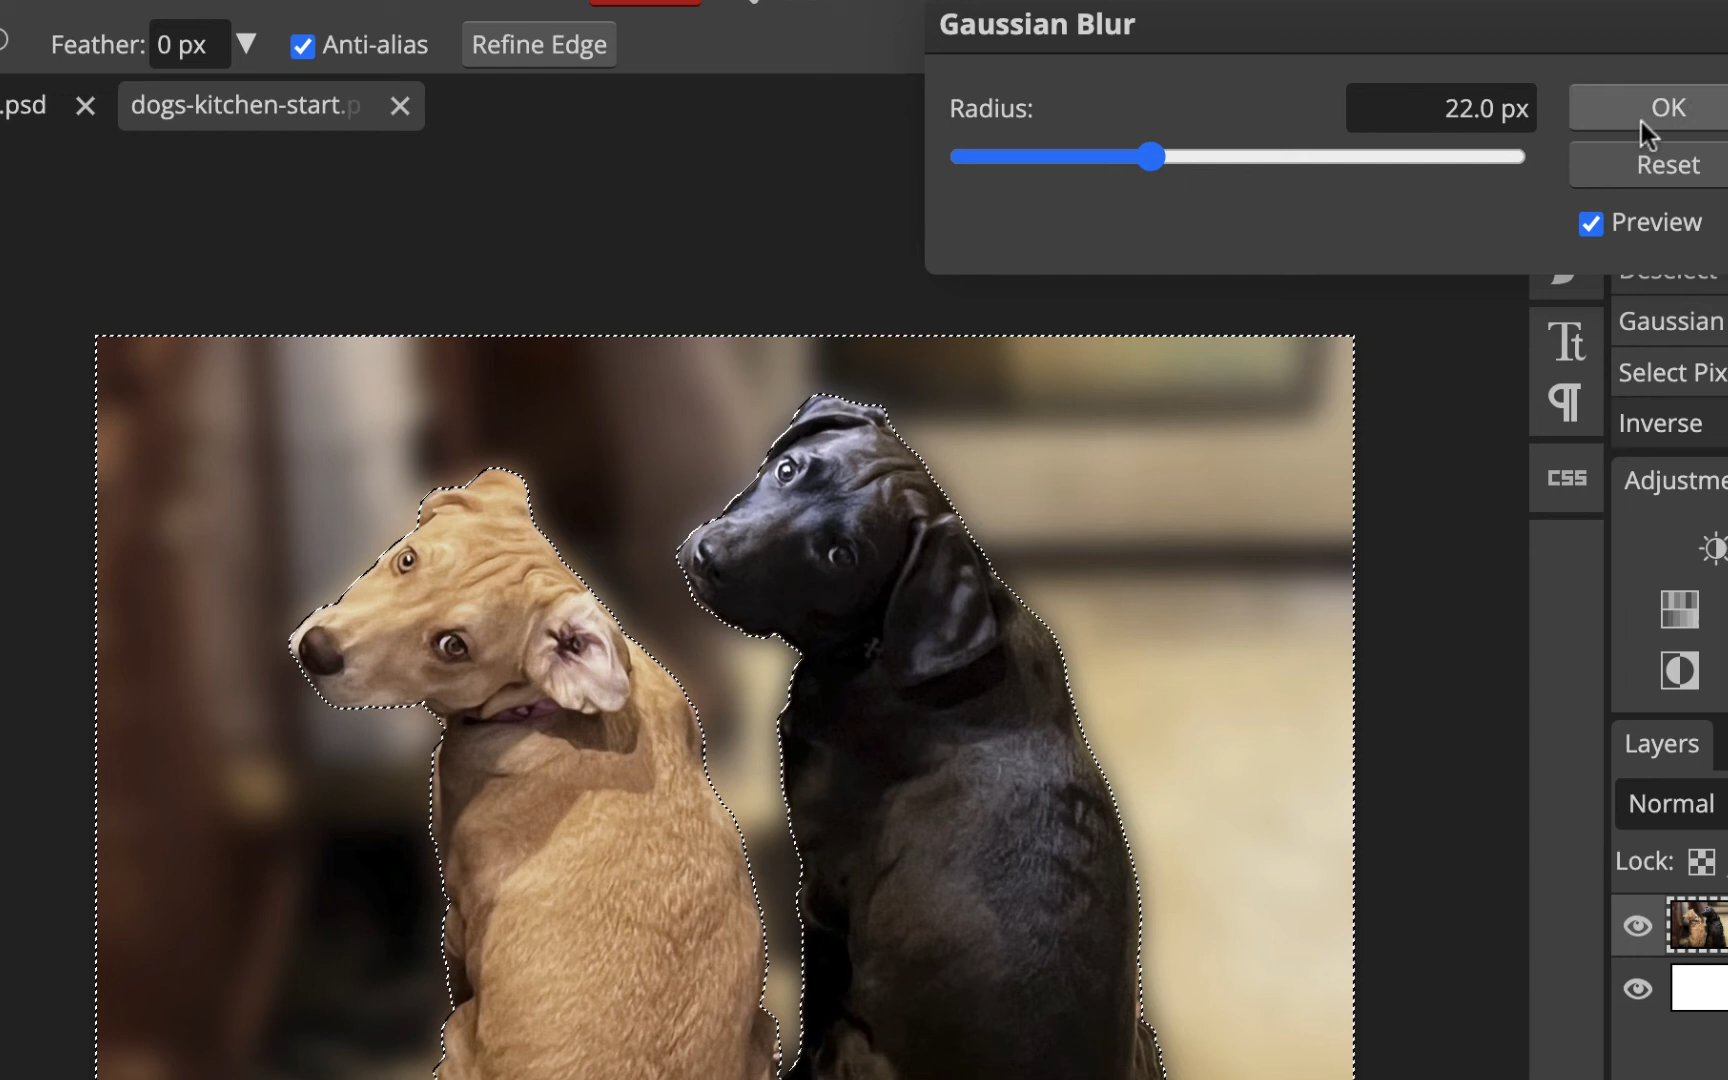 Gaussian Blur
Feather: 0 px Anti-alias Refine Edge
Radius: 22.0 px OK
.psd dogs-kitchen-start.p
Reset
Preview
Deselect
Gaussian
Select Pix
Inverse
CSS
Adjustme
Layers
Normal
Lock: